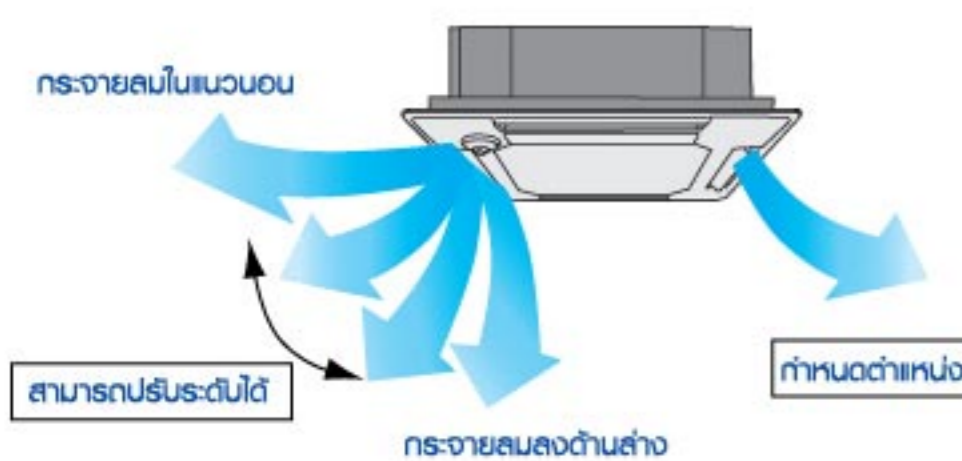 กระจายลมในแนวนอน
สามารถปรับระดับได้
กำหนดตำแหน่ง
กระจายลมลงด้านล่าง